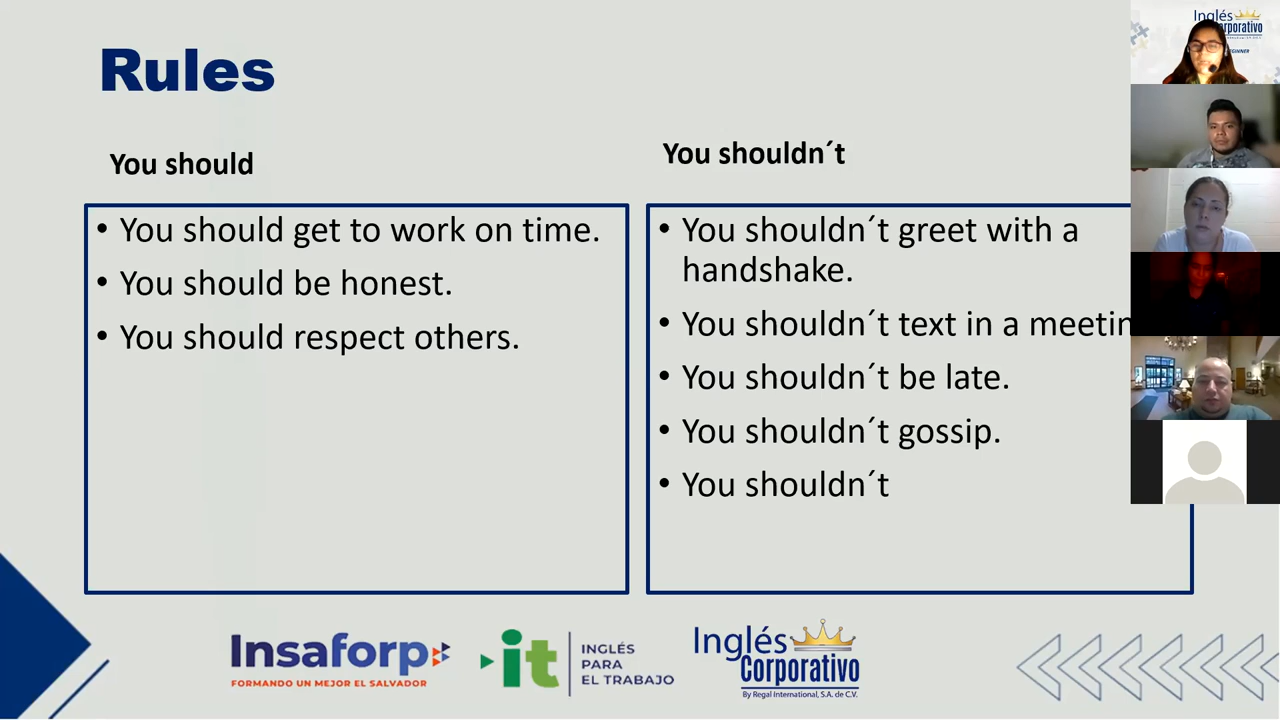 Rules
You should
• You should get to work on time.
• You should be honest.
• You should respect others.
You shouldn´t
• You shouldn´t greet with a
handshake.
• You shouldn´t text in a meetin
• You shouldn´t be late.
• You shouldn´t gossip.
• You shouldn´t
Insaforp
FORMANDO UN MEJOR EL SALVADOR
it
INGLÉS
PARA
EL TRABAJO
Inglés
Corporativo
By Regal International, S.A. de C.V.
Inglés